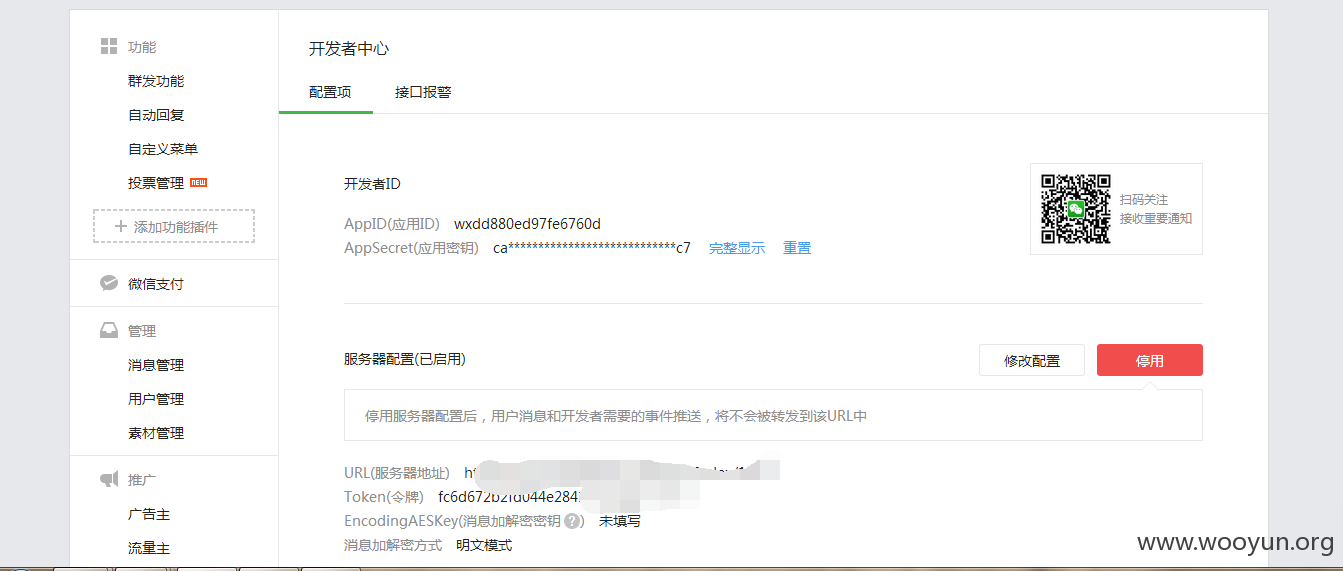 功能
群发功能
自动回复
自定义菜单
投票管理 NEW
添加功能插件
微信支付
管理
消息管理
用户管理
素材管理
推广
广告主
流量主
开发者中心
配置项 接口报警
开发者ID
AppID(应用ID) wxdd880ed97fe6760d
AppSecret(应用密钥) ca****************************c7 完整显示 重置
扫码关注
接收重要通知
服务器配置(已启用) 修改配置 停用
停用服务器配置后，用户消息和开发者需要的事件推送，将不会被转发到该URL中
URL(服务器地址)
Token(令牌) fc6d672b2fd044e284
EncodingAESKey(消息加解密密钥 ?) 未填写
消息加解密方式 明文模式
www.wooyun.org